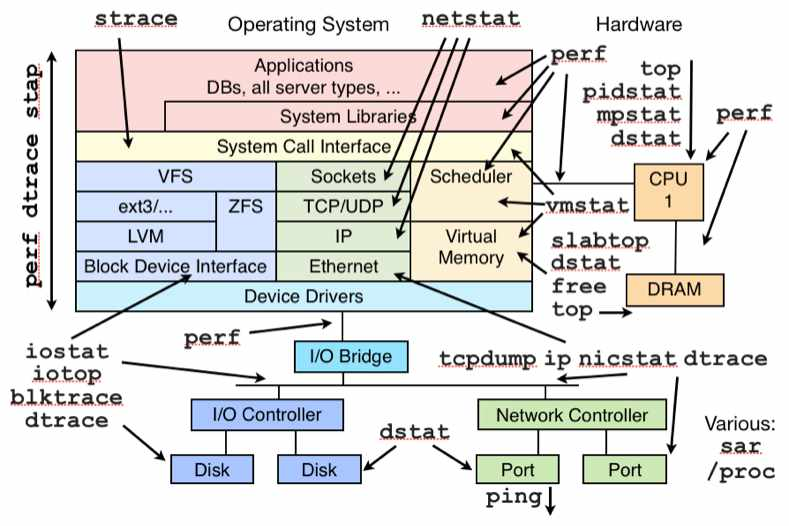 strace
Operating System
netstat
Hardware
perf
Applications
DBs, all server types, ...
System Libraries
System Call Interface
VFS
Sockets
Scheduler
ext3/...
ZFS
TCP/UDP
LVM
IP
Virtual
Memory
Block Device Interface
Ethernet
Device Drivers
perf dtrace stap
top
pidstat
mpstat
dstat
perf
CPU
1
vmstat
slabtop
dstat
free
top
DRAM
perf
I/O Bridge
iostat
iotop
blktrace
dtrace
tcpdump ip nicstat dtrace
I/O Controller
Network Controller
dstat
Disk
Disk
Port
Port
ping
Various:
sar
/proc